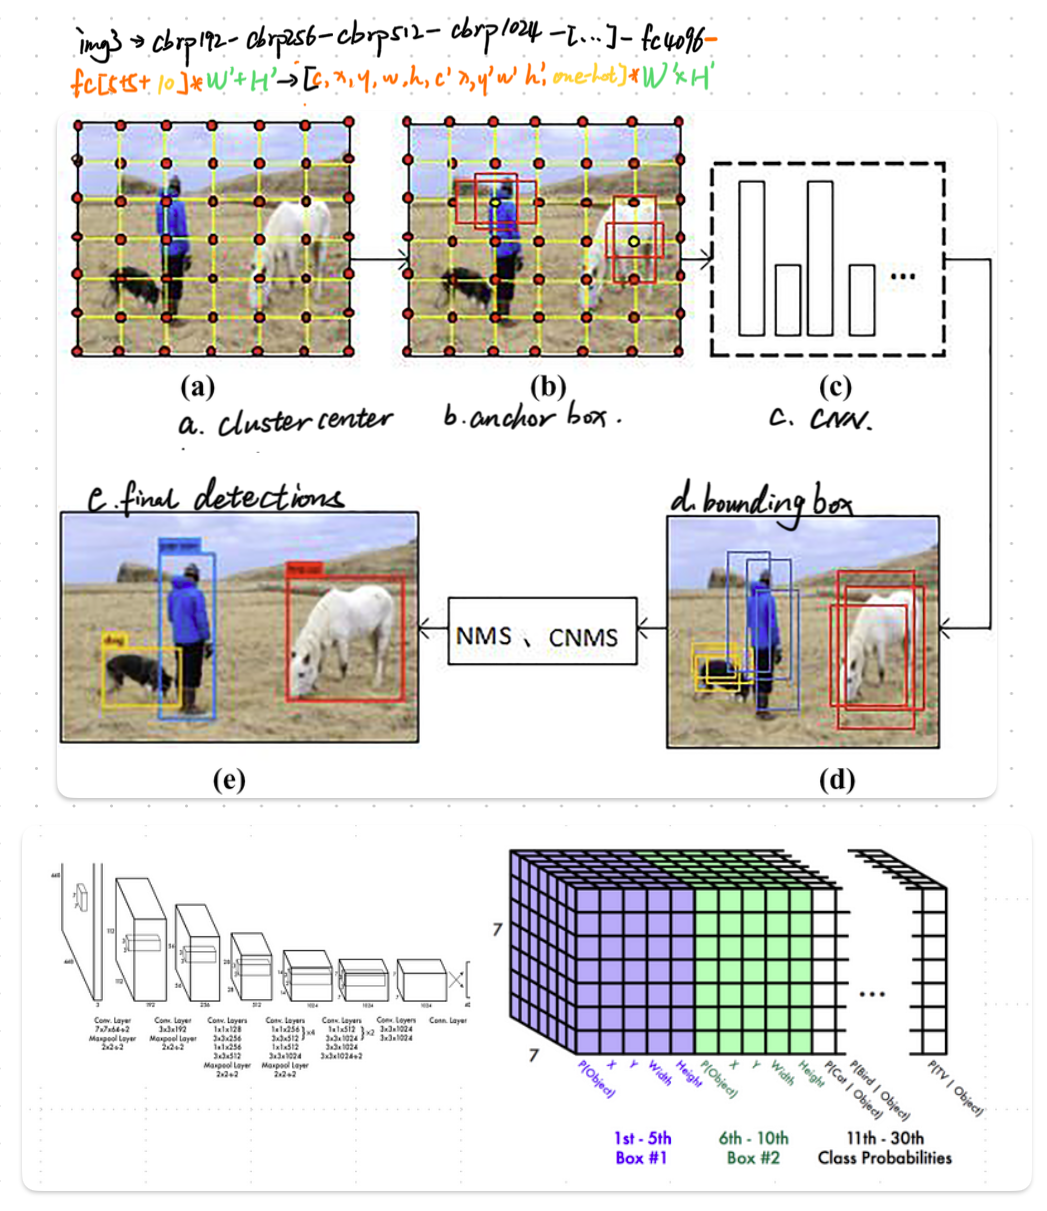 img3 → cbrp192 - cbrp256 - cbrp512 - cbrp1024 - [...] - fc4096 -
fc[5+5+10]*W'+H' → [c, x, y, w, h, c' x, y' w' h', one-hot] * W'×H'
(a)
(b)
(c)
...
a. cluster center
b. anchor box.
c. CNN.
e. final detections
d. bounding box
dog
NMS 、 CNMS
(e)
(d)
448
448
3
7
7
112
112
192
3
3
56
56
256
3
3
28
28
512
3
3
14
14
1024
3
3
7
7
1024
3
3
7
7
1024
Conv. Layer
7x7x64-s-2
Maxpool Layer
2x2-s-2
Conv. Layer
3x3x192
Maxpool Layer
2x2-s-2
Conv. Layers
1x1x128
3x3x256
1x1x256
3x3x512
Maxpool Layer
2x2-s-2
Conv. Layers
1x1x256
3x3x512
}x4
1x1x512
3x3x1024
Maxpool Layer
2x2-s-2
Conv. Layers
1x1x512
3x3x1024
}x2
3x3x1024
3x3x1024-s-2
Conv. Layers
3x3x1024
3x3x1024
Conn. Layer
7
7
...
P(Object)
X
Y
Width
Height
P(Object)
X
Y
Width
Height
P(Cat | Object)
P(Bird | Object)
P(TV | Object)
1st - 5th
Box #1
6th - 10th
Box #2
11th - 30th
Class Probabilities